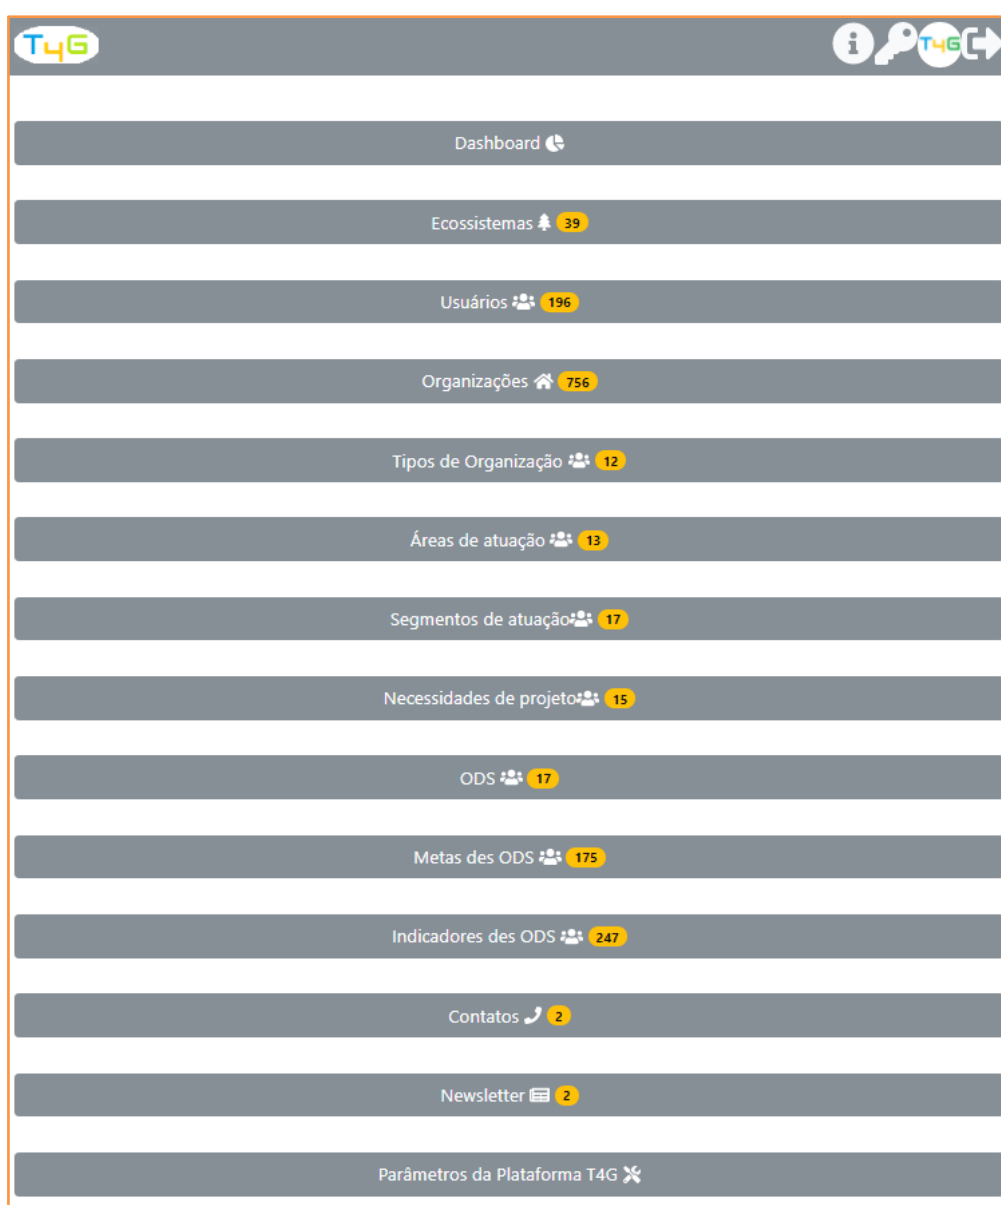 T4G
T4G
Dashboard
Ecossistemas 39
Usuários 196
Organizações 756
Tipos de Organização 12
Áreas de atuação 13
Segmentos de atuação 17
Necessidades de projeto 15
ODS 17
Metas des ODS 175
Indicadores des ODS 247
Contatos 2
Newsletter 2
Parâmetros da Plataforma T4G